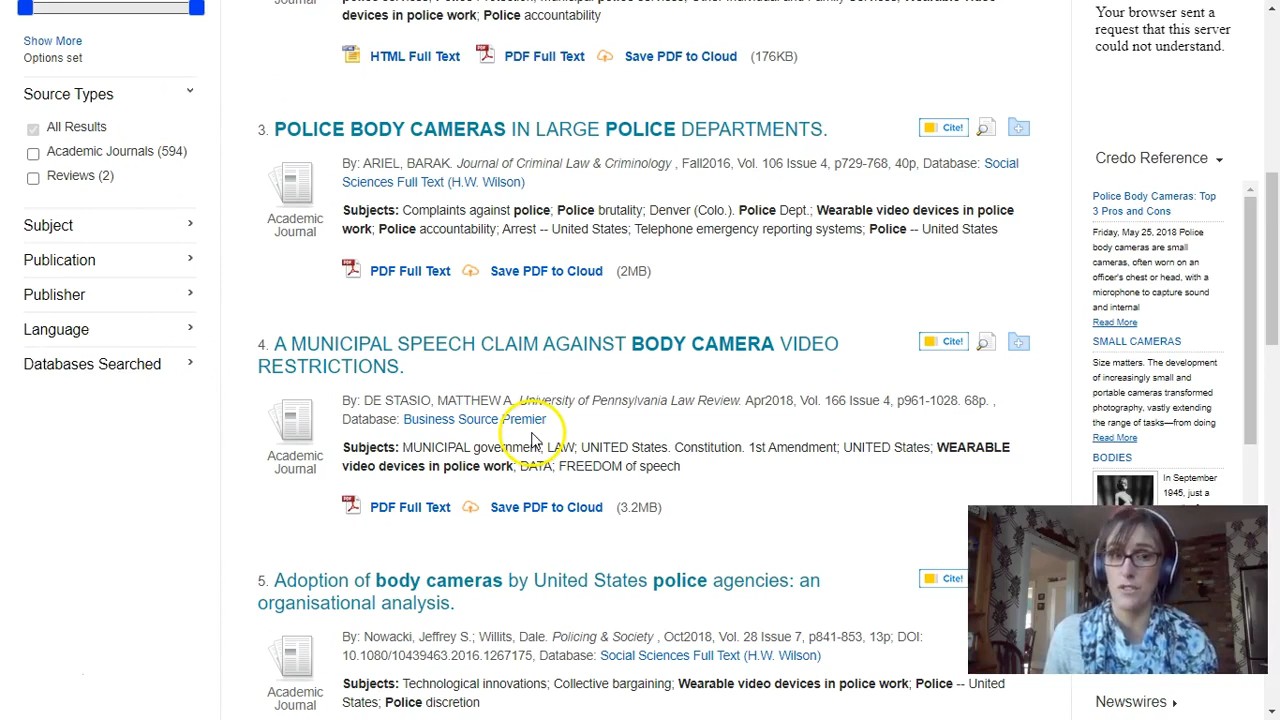 Show More
Options set
Source Types
All Results
Academic Journals (594)
Reviews (2)
Subject
Publication
Publisher
Language
Databases Searched
Journal
devices in police work; Police accountability
HTML Full Text PDF Full Text Save PDF to Cloud (176KB)
3. POLICE BODY CAMERAS IN LARGE POLICE DEPARTMENTS.
Cite!
By: ARIEL, BARAK. Journal of Criminal Law & Criminology , Fall2016, Vol. 106 Issue 4, p729-768, 40p, Database: Social
Sciences Full Text (H.W. Wilson)
Academic
Journal
Subjects: Complaints against police; Police brutality; Denver (Colo.). Police Dept.; Wearable video devices in police
work; Police accountability; Arrest -- United States; Telephone emergency reporting systems; Police -- United States
PDF Full Text Save PDF to Cloud (2MB)
4. A MUNICIPAL SPEECH CLAIM AGAINST BODY CAMERA VIDEO
RESTRICTIONS.
Cite!
By: DE STASIO, MATTHEW A. University of Pennsylvania Law Review. Apr2018, Vol. 166 Issue 4, p961-1028. 68p. ,
Database: Business Source Premier
Academic
Journal
Subjects: MUNICIPAL government; LAW; UNITED States. Constitution. 1st Amendment; UNITED States; WEARABLE
video devices in police work; DATA; FREEDOM of speech
PDF Full Text Save PDF to Cloud (3.2MB)
5. Adoption of body cameras by United States police agencies: an
organisational analysis.
Cite!
By: Nowacki, Jeffrey S.; Willits, Dale. Policing & Society , Oct2018, Vol. 28 Issue 7, p841-853, 13p; DOI:
10.1080/10439463.2016.1267175, Database: Social Sciences Full Text (H.W. Wilson)
Academic
Journal
Subjects: Technological innovations; Collective bargaining; Wearable video devices in police work; Police -- United
States; Police discretion
Your browser sent a
request that this server
could not understand.
Credo Reference
Police Body Cameras: Top
3 Pros and Cons
Friday, May 25, 2018 Police
body cameras are small
cameras, often worn on an
officer's chest or head, with a
microphone to capture sound
and internal
Read More
SMALL CAMERAS
Size matters. The development
of increasingly small and
portable cameras transformed
photography, vastly extending
the range of tasks—from doing
Read More
BODIES
In September
1945, just a
Newswires